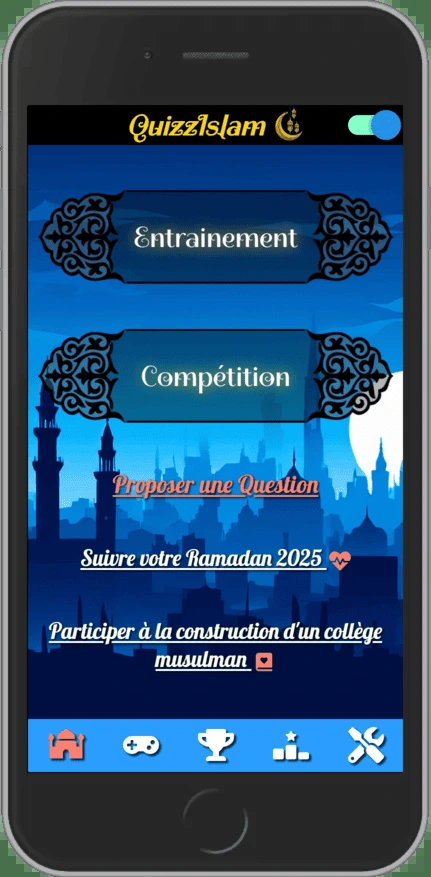 QuizzIslam
Entrainement
Compétition
Proposer une Question
Suivre votre Ramadan 2025
Participer à la construction d'un collège
musulman